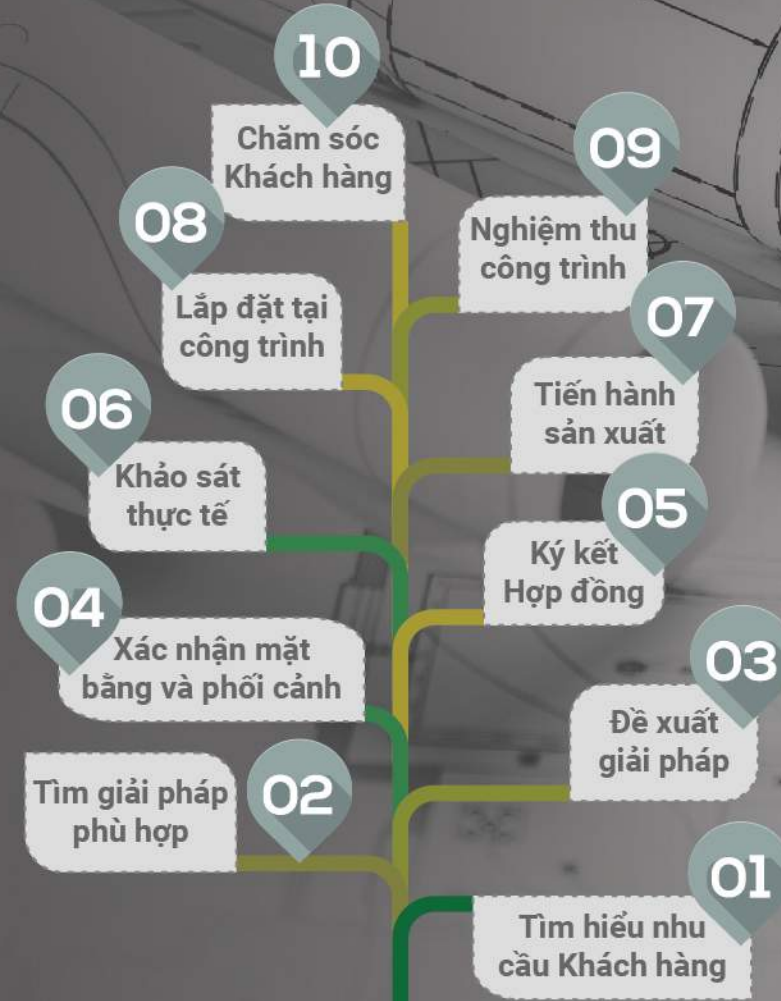 10
Chăm sóc
Khách hàng
09
Nghiệm thu
công trình
08
Lắp đặt tại
công trình
07
Tiến hành
sản xuất
06
Khảo sát
thực tế
05
Ký kết
Hợp đồng
04
Xác nhận mặt
bằng và phối cảnh
03
Đề xuất
giải pháp
02
Tìm giải pháp
phù hợp
01
Tìm hiểu nhu
cầu Khách hàng